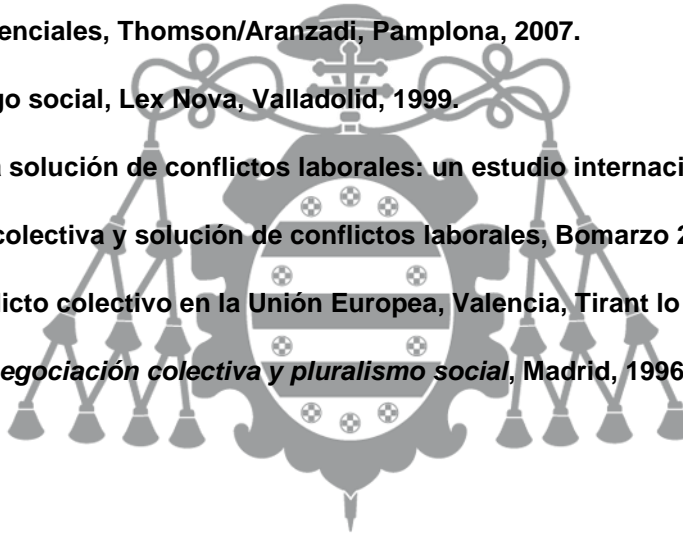 enciales, Thomson/Aranzadi, Pamplona, 2007.
go social, Lex Nova, Valladolid, 1999.
solución de conflictos laborales: un estudio internaci
colectiva y solución de conflictos laborales, Bomarzo 2
icto colectivo en la Unión Europea, Valencia, Tirant lo
egociación colectiva y pluralismo social, Madrid, 1996